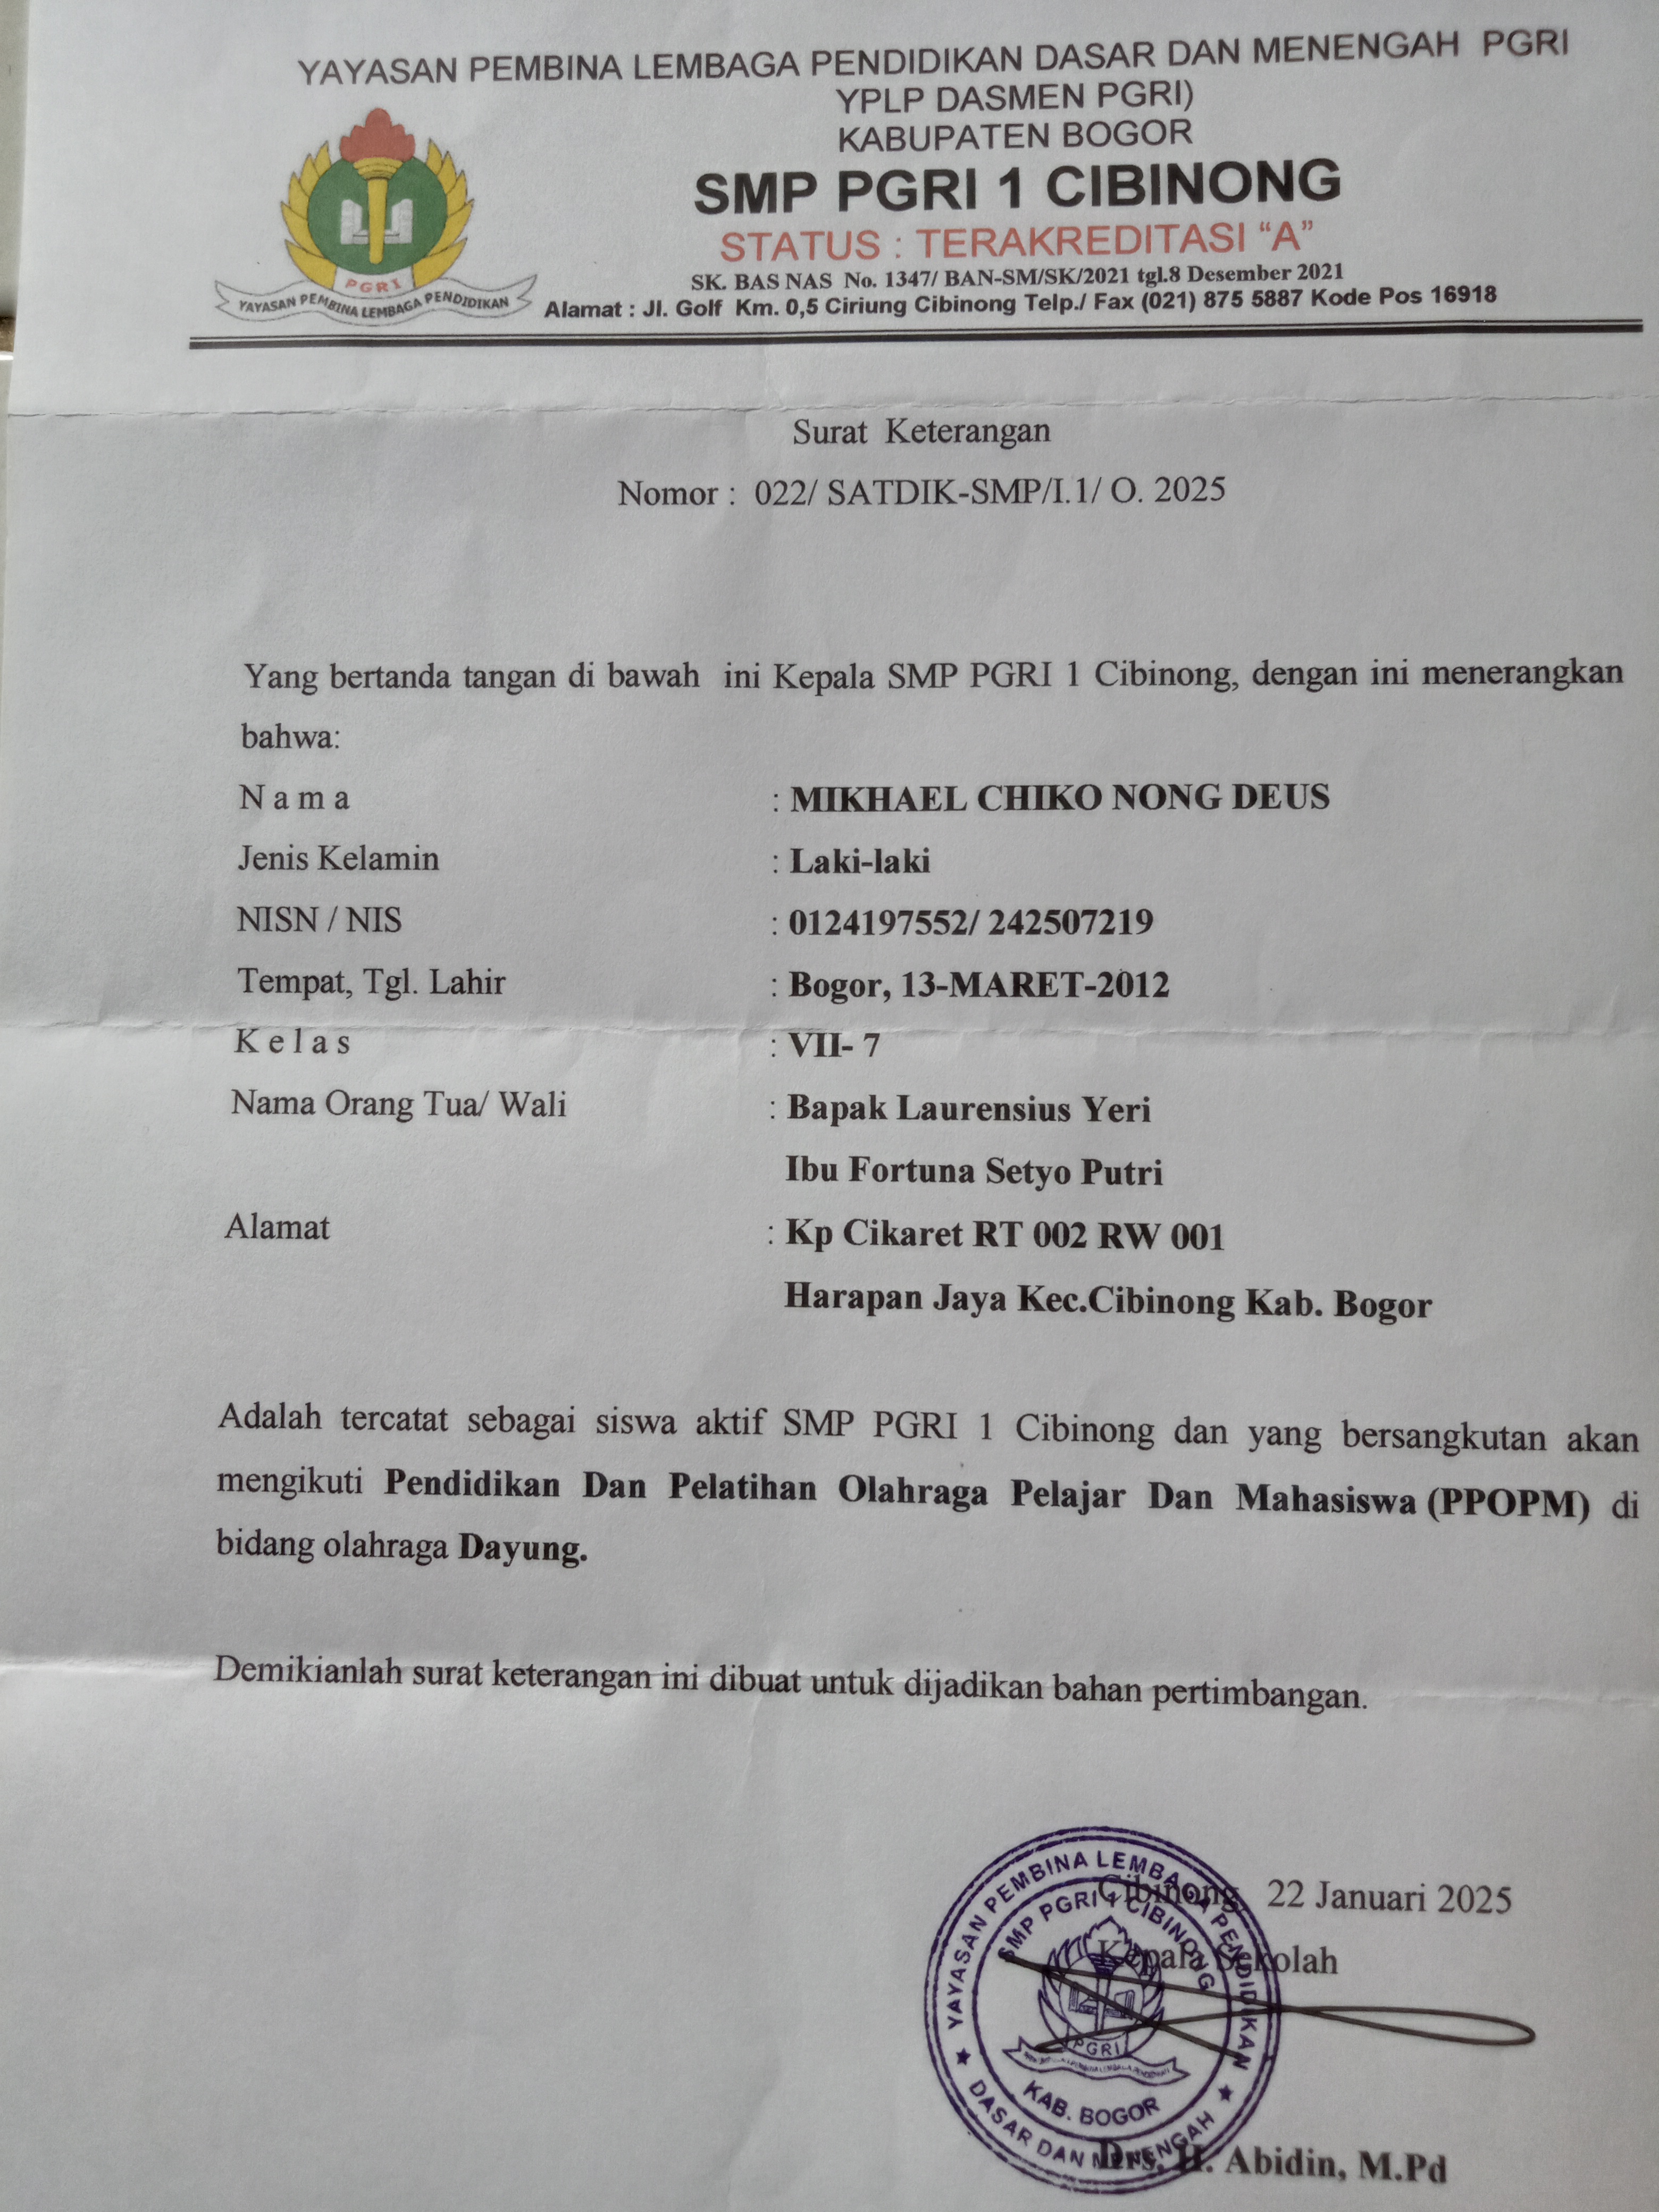 YAYASAN PEMBINA LEMBAGA PENDIDIKAN DASAR DAN MENENGAH PGRI
YPLP DASMEN PGRI)
KABUPATEN BOGOR
SMP PGRI 1 CIBINONG
STATUS : TERAKREDITASI “A”
SK. BAS NAS No. 1347/ BAN-SM/SK/2021 tgl.8 Desember 2021
Alamat : Jl. Golf Km. 0,5 Ciriung Cibinong Telp./ Fax (021) 875 5887 Kode Pos 16918
PGRI
YAYASAN PEMBINA LEMBAGA PENDIDIKAN
Surat Keterangan
Nomor : 022/ SATDIK-SMP/I.1/ O. 2025
Yang bertanda tangan di bawah ini Kepala SMP PGRI 1 Cibinong, dengan ini menerangkan
bahwa:
N a m a : MIKHAEL CHIKO NONG DEUS
Jenis Kelamin : Laki-laki
NISN / NIS : 0124197552/ 242507219
Tempat, Tgl. Lahir : Bogor, 13-MARET-2012
K e l a s : VII- 7
Nama Orang Tua/ Wali : Bapak Laurensius Yeri
Ibu Fortuna Setyo Putri
Alamat : Kp Cikaret RT 002 RW 001
Harapan Jaya Kec.Cibinong Kab. Bogor
Adalah tercatat sebagai siswa aktif SMP PGRI 1 Cibinong dan yang bersangkutan akan
mengikuti Pendidikan Dan Pelatihan Olahraga Pelajar Dan Mahasiswa (PPOPM) di
bidang olahraga Dayung.
Demikianlah surat keterangan ini dibuat untuk dijadikan bahan pertimbangan.
Cibinong, 22 Januari 2025
Kepala Sekolah
YAYASAN PEMBINA LEMBAGA PENDIDIKAN
DASAR DAN MENENGAH
SMP PGRI 1 CIBINONG
PGRI
KAB. BOGOR
Drs. H. Abidin, M.Pd